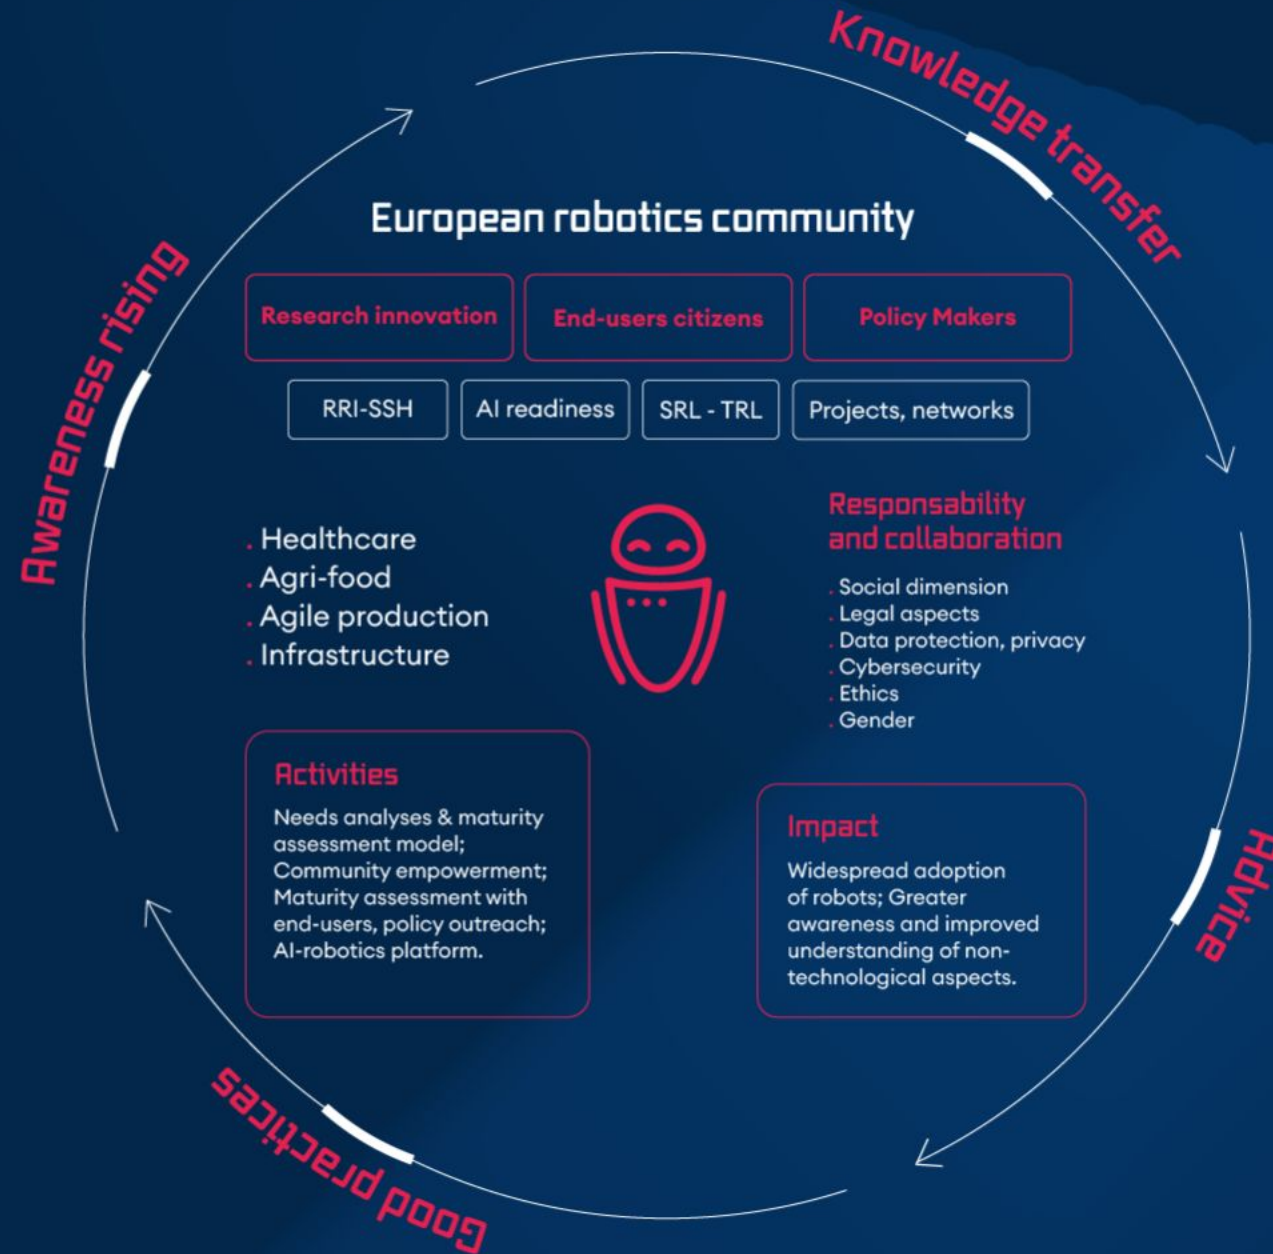 Knowledge transfer
Awareness rising
European robotics community
Research innovation
End-users citizens
Policy Makers
RRI-SSH
AI readiness
SRL - TRL
Projects, networks
. Healthcare
. Agri-food
. Agile production
. Infrastructure
Responsability
and collaboration
. Social dimension
. Legal aspects
. Data protection, privacy
. Cybersecurity
. Ethics
. Gender
Activities
Needs analyses & maturity
assessment model;
Community empowerment;
Maturity assessment with
end-users, policy outreach;
AI-robotics platform.
Impact
Widespread adoption
of robots; Greater
awareness and improved
understanding of non-
technological aspects.
Advice
Good practices